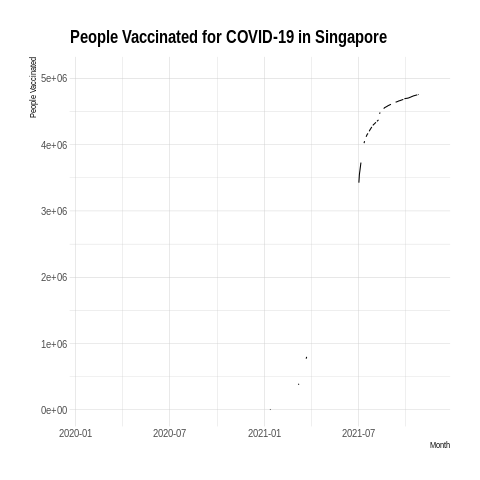 People Vaccinated for COVID-19 in Singapore
People Vaccinated
5e+06
4e+06
3e+06
2e+06
1e+06
0e+00
2020-01 2020-07 2021-01 2021-07
Month